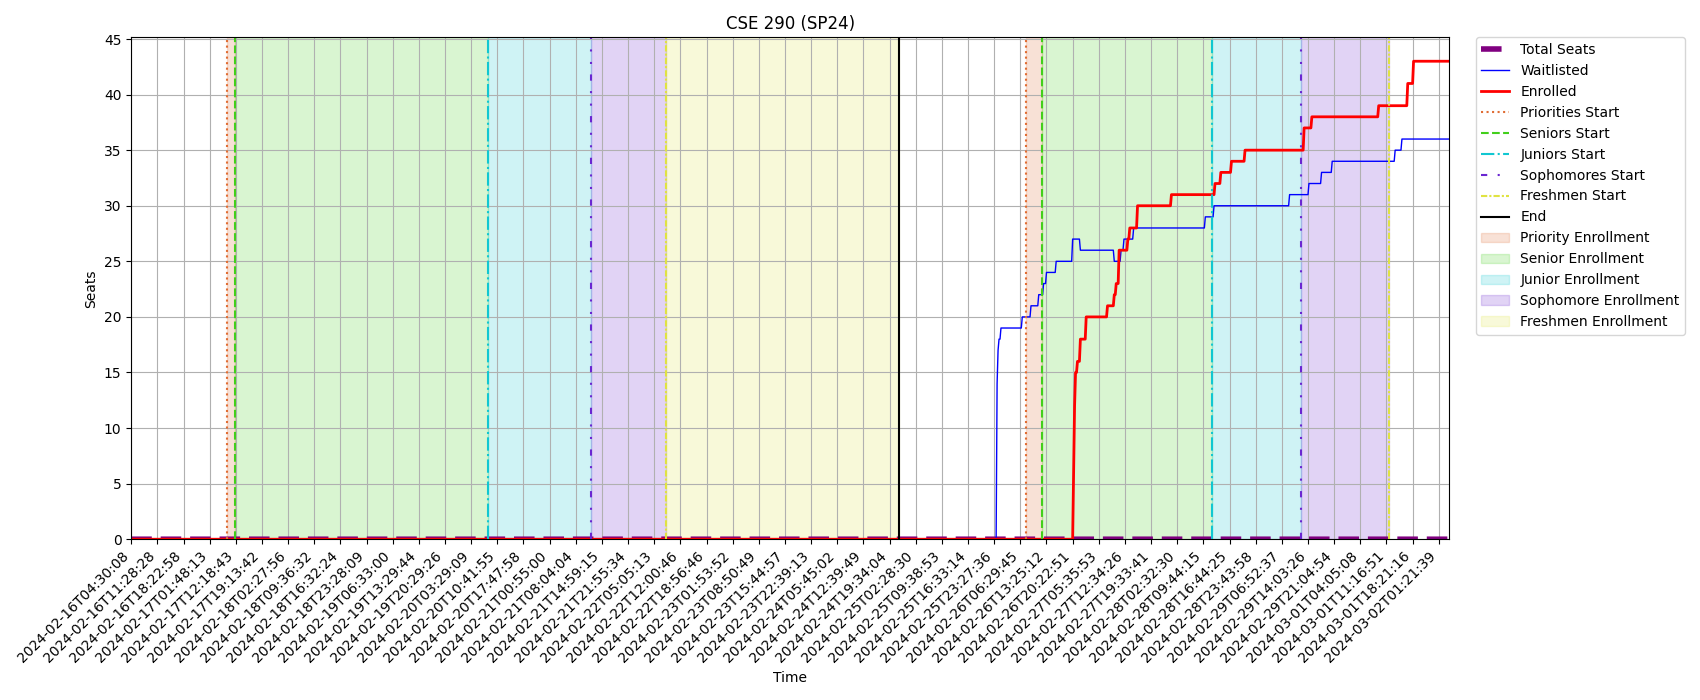 CSE 290 (SP24)
45
40
35
30
25
20
15
10
5
0
Seats
2024-02-16T04:30:08
2024-02-16T11:28:28
2024-02-16T18:22:58
2024-02-17T01:48:13
2024-02-17T12:18:43
2024-02-17T19:13:42
2024-02-18T02:27:56
2024-02-18T09:36:32
2024-02-18T16:32:24
2024-02-18T23:28:09
2024-02-19T06:33:00
2024-02-19T13:29:44
2024-02-19T20:29:26
2024-02-20T03:29:09
2024-02-20T10:41:55
2024-02-20T17:47:58
2024-02-21T00:55:00
2024-02-21T08:04:04
2024-02-21T14:59:15
2024-02-21T21:55:34
2024-02-22T05:05:13
2024-02-22T12:00:46
2024-02-22T18:56:46
2024-02-23T01:53:52
2024-02-23T08:50:49
2024-02-23T15:44:57
2024-02-23T22:39:13
2024-02-24T05:45:02
2024-02-24T12:39:49
2024-02-24T19:34:04
2024-02-25T02:28:30
2024-02-25T09:38:53
2024-02-25T16:33:14
2024-02-25T23:27:36
2024-02-26T06:29:45
2024-02-26T13:25:12
2024-02-26T20:22:51
2024-02-27T05:35:53
2024-02-27T12:34:26
2024-02-27T19:33:41
2024-02-28T02:32:30
2024-02-28T09:44:15
2024-02-28T16:44:25
2024-02-28T23:43:58
2024-02-29T06:52:37
2024-02-29T14:03:26
2024-02-29T21:04:54
2024-03-01T04:05:08
2024-03-01T11:16:51
2024-03-01T18:21:16
2024-03-02T01:21:39
Time
Total Seats
Waitlisted
Enrolled
Priorities Start
Seniors Start
Juniors Start
Sophomores Start
Freshmen Start
End
Priority Enrollment
Senior Enrollment
Junior Enrollment
Sophomore Enrollment
Freshmen Enrollment